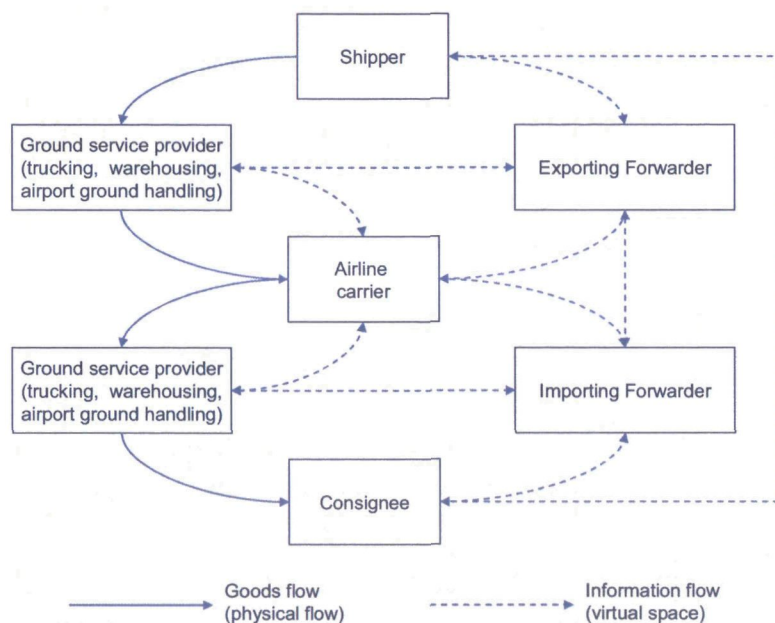 Shipper
Ground service provider
(trucking, warehousing,
airport ground handling)
Exporting Forwarder
Airline
carrier
Ground service provider
(trucking, warehousing,
airport ground handling)
Importing Forwarder
Consignee
Goods flow
(physical flow)
Information flow
(virtual space)